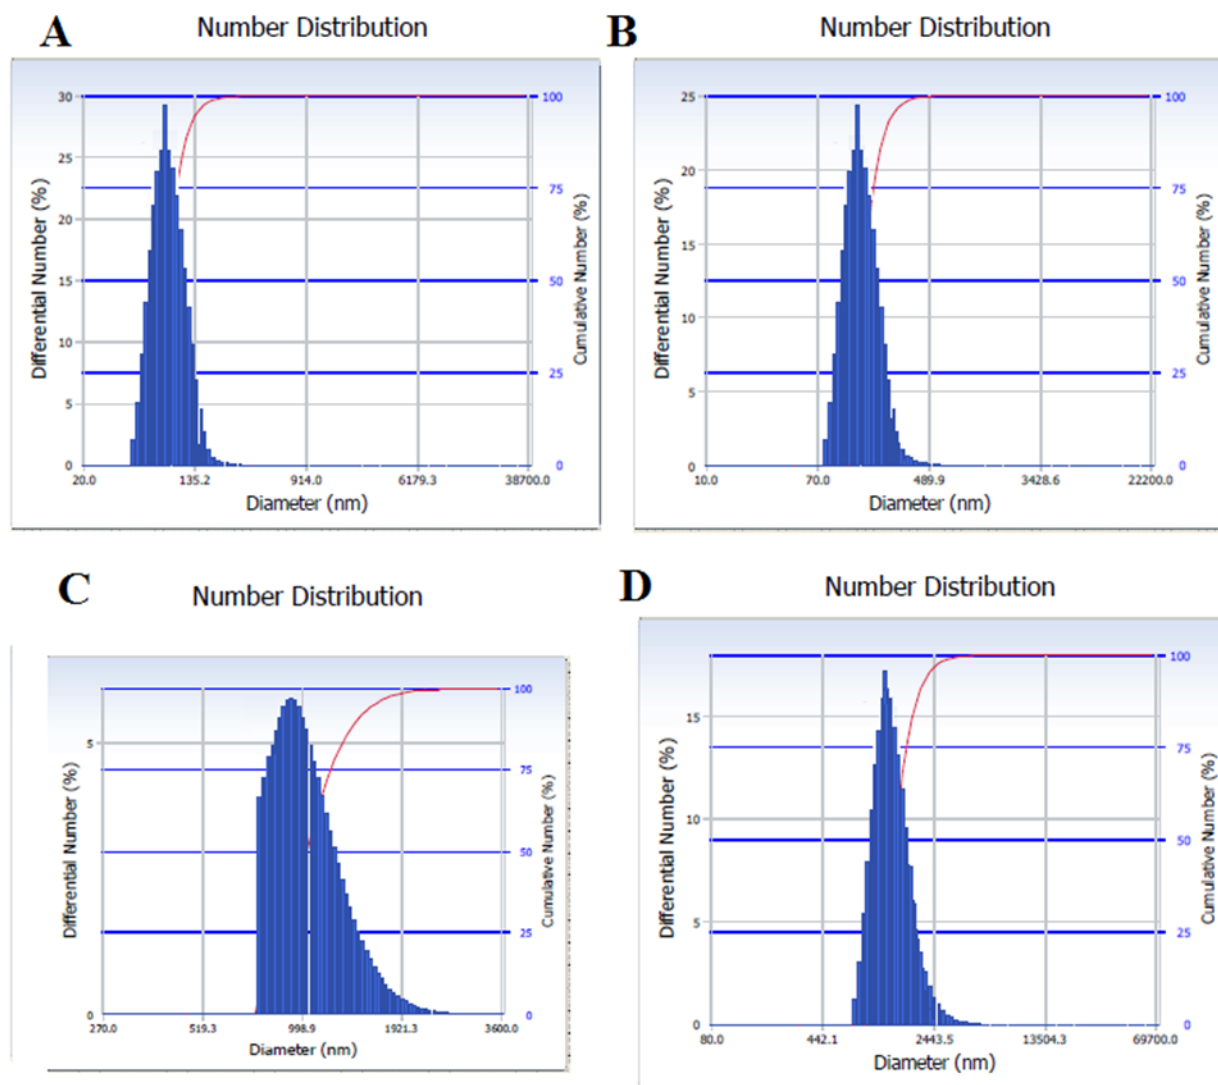 A
Number Distribution
Differential Number (%)
30
25
20
15
10
5
0
100
75
50
25
0
Cumulative Number (%)
20.0 135.2 914.0 6179.3 38700.0
Diameter (nm)
B
Number Distribution
Differential Number (%)
25
20
15
10
5
0
100
75
50
25
0
Cumulative Number (%)
10.0 70.0 489.9 3428.6 22200.0
Diameter (nm)
C
Number Distribution
Differential Number (%)
5
0
100
75
50
25
0
Cumulative Number (%)
270.0 519.3 998.9 1921.3 3600.0
Diameter (nm)
D
Number Distribution
Differential Number (%)
15
10
5
0
100
75
50
25
0
Cumulative Number (%)
80.0 442.1 2443.5 13504.3 69700.0
Diameter (nm)